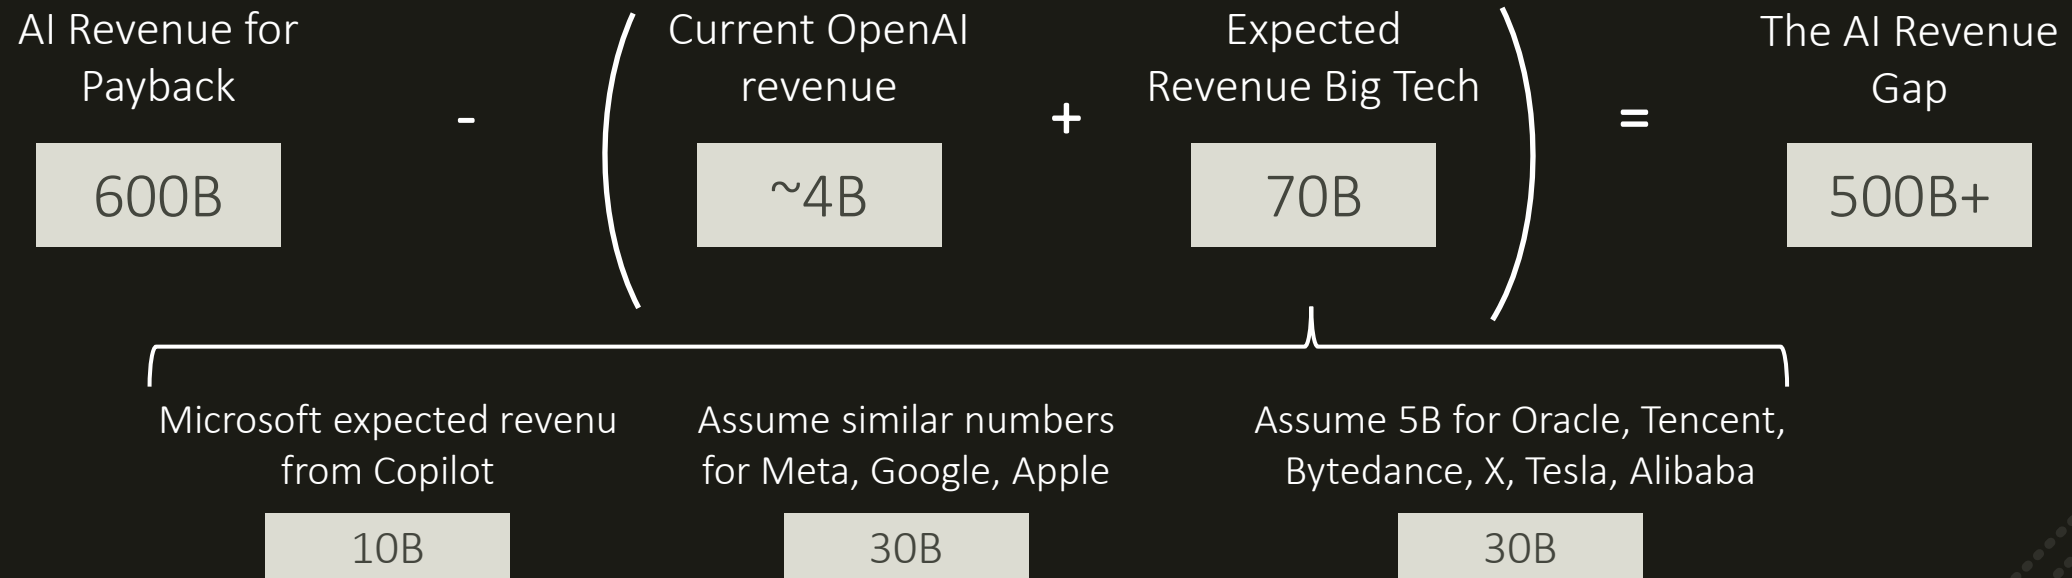 AI Revenue for
Payback
-
Current OpenAI
revenue
+
Expected
Revenue Big Tech
=
The AI Revenue
Gap
600B
~4B
70B
500B+
Microsoft expected revenu
from Copilot
Assume similar numbers
for Meta, Google, Apple
Assume 5B for Oracle, Tencent,
Bytedance, X, Tesla, Alibaba
10B
30B
30B